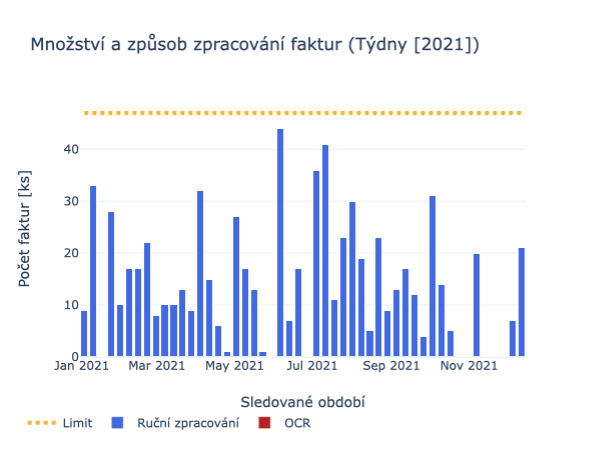 Množství a způsob zpracování faktur (Týdny [2021])
Počet faktur [ks]
40
30
20
10
0
Jan 2021 Mar 2021 May 2021 Jul 2021 Sep 2021 Nov 2021
Sledované období
Limit Ruční zpracování OCR